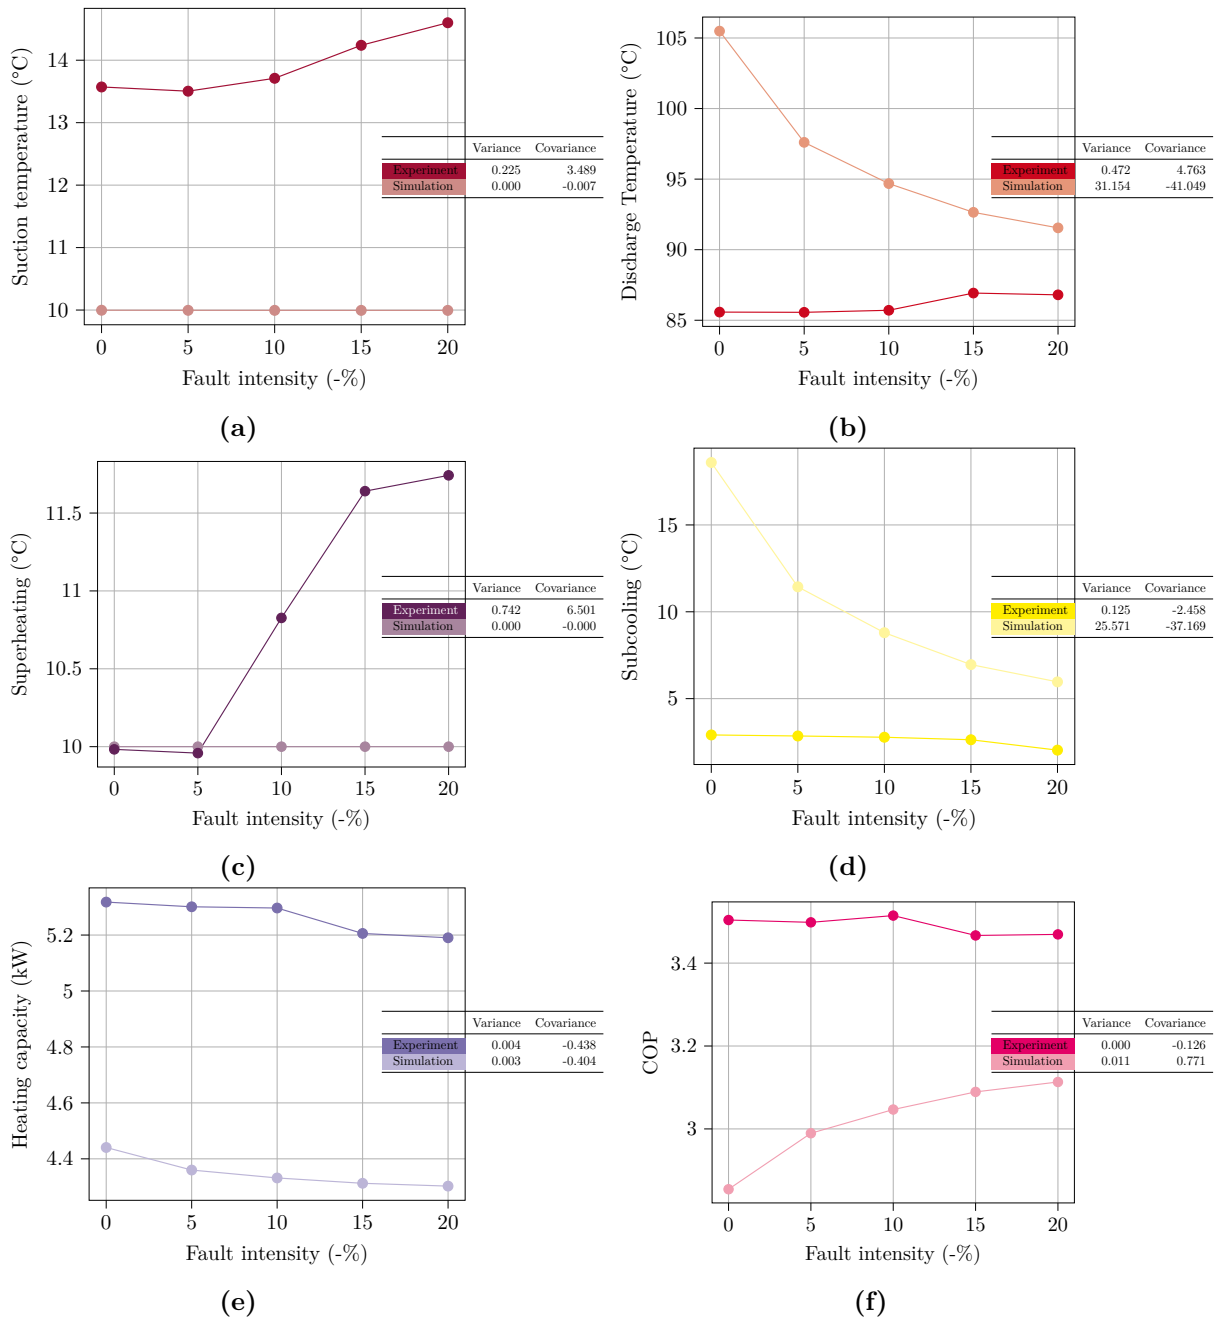 14
13
12
11
10
Suction temperature (°C)
0 5 10 15 20
Fault intensity (-%)
Variance Covariance
Experiment 0.225 3.489
Simulation 0.000 -0.007
(a)
105
100
95
90
85
Discharge Temperature (°C)
0 5 10 15 20
Fault intensity (-%)
Variance Covariance
Experiment 0.472 4.763
Simulation 31.154 -41.049
(b)
11.5
11
10.5
10
Superheating (°C)
0 5 10 15 20
Fault intensity (-%)
Variance Covariance
Experiment 0.742 6.501
Simulation 0.000 -0.000
(c)
15
10
5
Subcooling (°C)
0 5 10 15 20
Fault intensity (-%)
Variance Covariance
Experiment 0.125 -2.458
Simulation 25.571 -37.169
(d)
5.2
5
4.8
4.6
4.4
Heating capacity (kW)
0 5 10 15 20
Fault intensity (-%)
Variance Covariance
Experiment 0.004 -0.438
Simulation 0.003 -0.404
(e)
3.4
3.2
3
COP
0 5 10 15 20
Fault intensity (-%)
Variance Covariance
Experiment 0.000 -0.126
Simulation 0.011 0.771
(f)